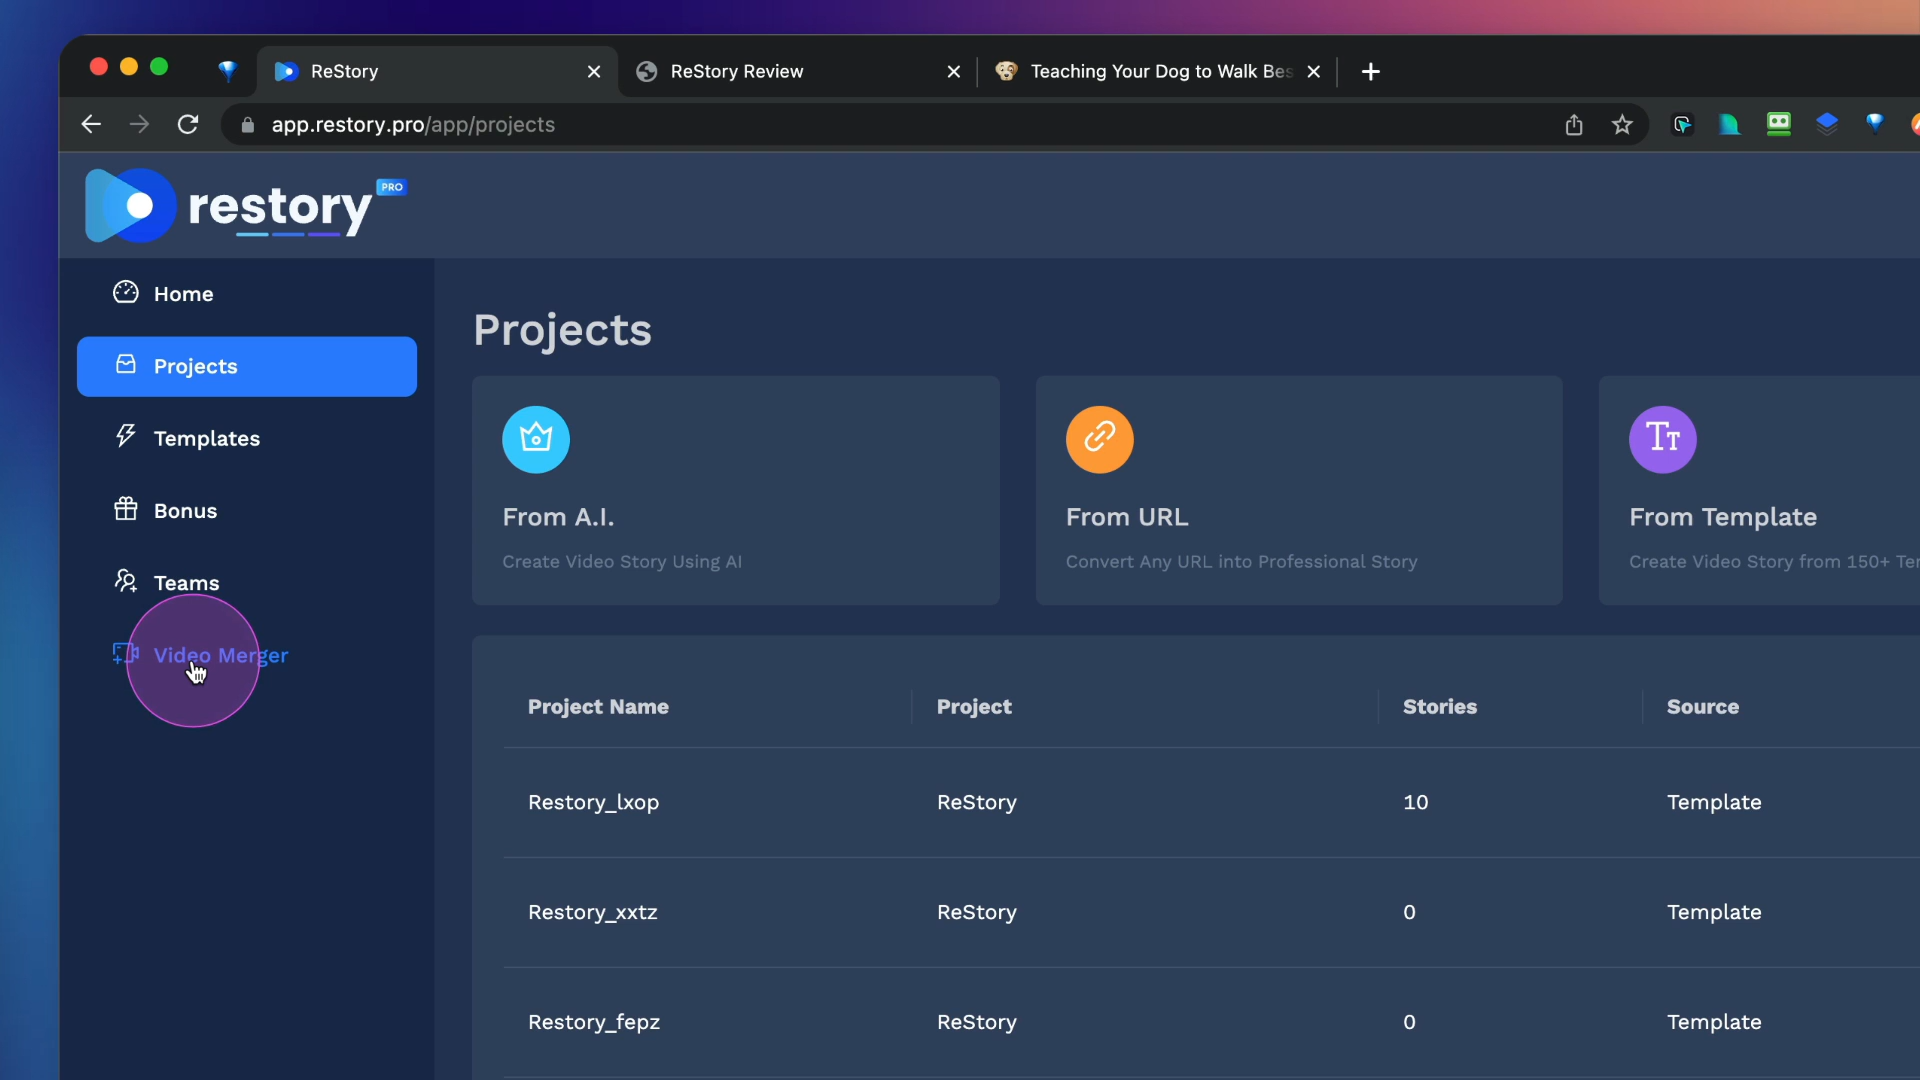 ReStory
ReStory Review
Teaching Your Dog to Walk Bes
app.restory.pro/app/projects
restory PRO
Home
Projects
Templates
Bonus
Teams
Video Merger
Projects
From A.I.
Create Video Story Using AI
From URL
Convert Any URL into Professional Story
From Template
Create Video Story from 150+ Ter
Project Name Project Stories Source
Restory_lxop ReStory 10 Template
Restory_xxtz ReStory 0 Template
Restory_fepz ReStory 0 Template